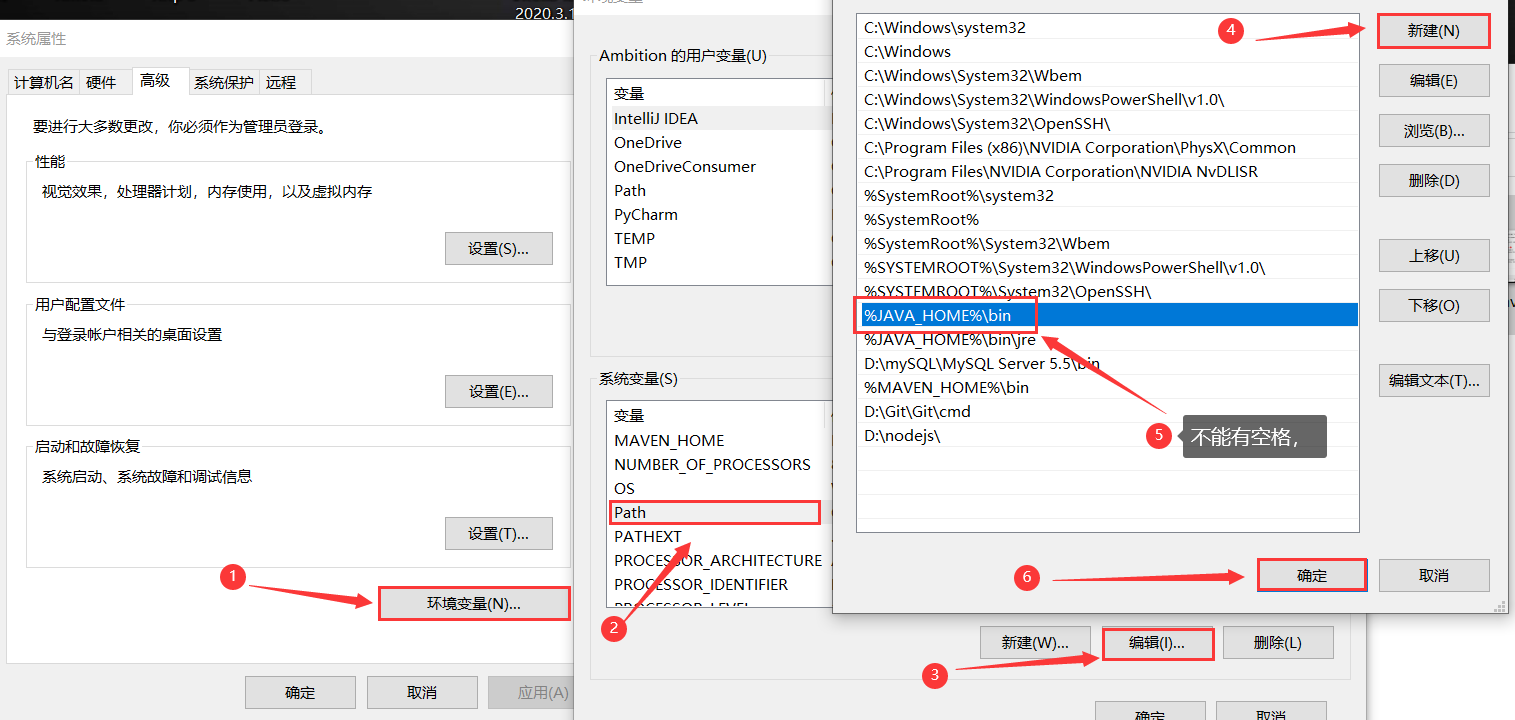 2020.3.1
系统属性
计算机名
硬件
高级
系统保护
远程
要进行大多数更改，你必须作为管理员登录。
性能
视觉效果，处理器计划，内存使用，以及虚拟内存
设置(S)...
用户配置文件
与登录帐户相关的桌面设置
设置(E)...
启动和故障恢复
系统启动、系统故障和调试信息
设置(T)...
1
环境变量(N)...
确定
取消
应用(A)
环境变量
Ambition 的用户变量(U)
变量
IntelliJ IDEA
OneDrive
OneDriveConsumer
Path
PyCharm
TEMP
TMP
系统变量(S)
变量
MAVEN_HOME
NUMBER_OF_PROCESSORS
OS
Path
PATHEXT
PROCESSOR_ARCHITECTURE
PROCESSOR_IDENTIFIER
PROCESSOR_LEVEL
2
3
新建(W)...
编辑(I)...
删除(L)
确定
取消
C:\Windows\system32
C:\Windows
C:\Windows\System32\Wbem
C:\Windows\System32\WindowsPowerShell\v1.0\
C:\Windows\System32\OpenSSH\
C:\Program Files (x86)\NVIDIA Corporation\PhysX\Common
C:\Program Files\NVIDIA Corporation\NVIDIA NvDLISR
%SystemRoot%\system32
%SystemRoot%
%SystemRoot%\System32\Wbem
%SYSTEMROOT%\System32\WindowsPowerShell\v1.0\
%SYSTEMROOT%\System32\OpenSSH\
%JAVA_HOME%\bin
%JAVA_HOME%\bin\jre
D:\mySQL\MySQL Server 5.5\bin
%MAVEN_HOME%\bin
D:\Git\Git\cmd
D:\nodejs\
4
新建(N)
编辑(E)
浏览(B)...
删除(D)
上移(U)
下移(O)
编辑文本(T)...
5
不能有空格，
6
确定
取消